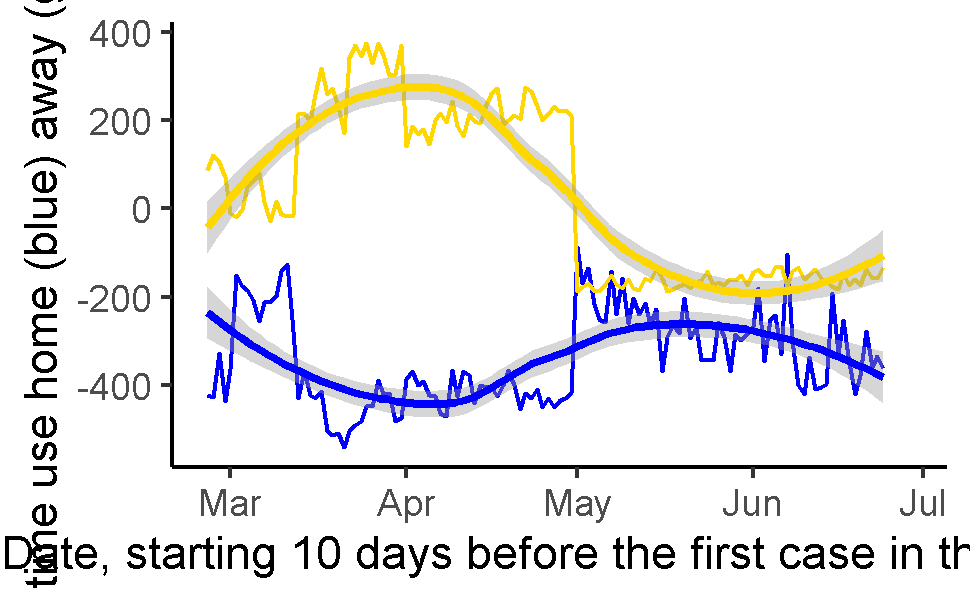 time use home (blue) away (
400
200
0
-200
-400
Mar Apr May Jun Jul
Date, starting 10 days before the first case in th